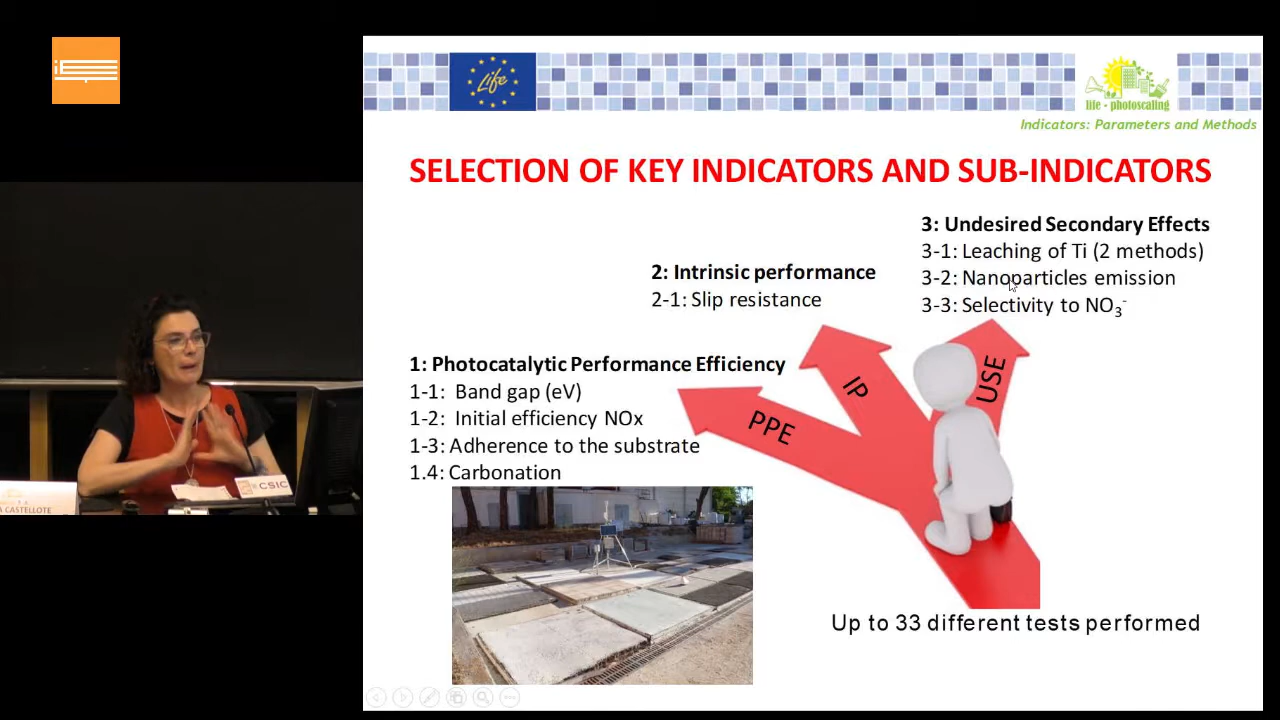 Life
life · photoscaling
Indicators: Parameters and Methods
SELECTION OF KEY INDICATORS AND SUB-INDICATORS
3: Undesired Secondary Effects
3-1: Leaching of Ti (2 methods)
3-2: Nanoparticles emission
3-3: Selectivity to NO₃⁻
2: Intrinsic performance
2-1: Slip resistance
1: Photocatalytic Performance Efficiency
1-1: Band gap (eV)
1-2: Initial efficiency NOx
1-3: Adherence to the substrate
1.4: Carbonation
PPE
IP
USE
Up to 33 different tests performed
CSIC
A CASTELLOTE